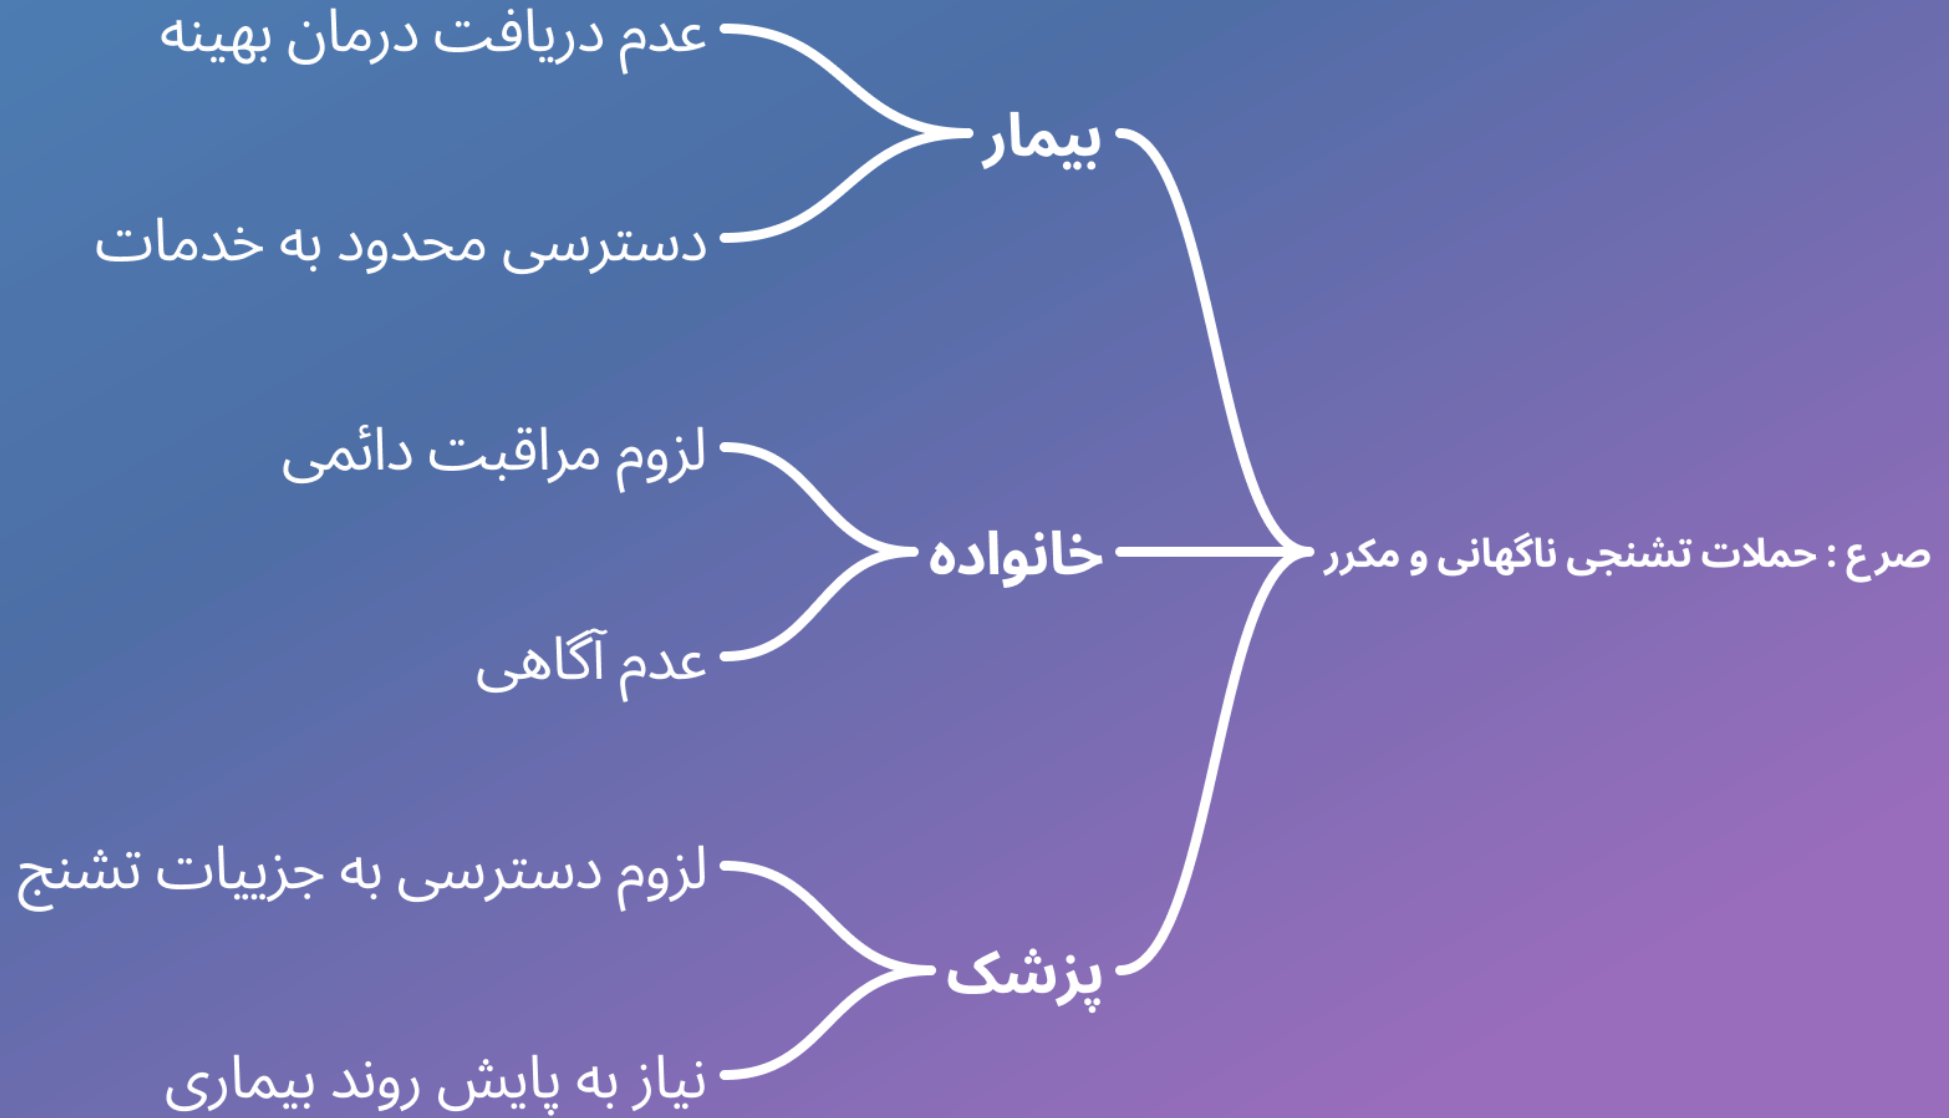 صرع : حملات تشنجی ناگهانی و مکرر
بیمار
عدم دریافت درمان بهینه
دسترسی محدود به خدمات
خانواده
لزوم مراقبت دائمی
عدم آگاهی
پزشک
لزوم دسترسی به جزییات تشنج
نیاز به پایش روند بیماری